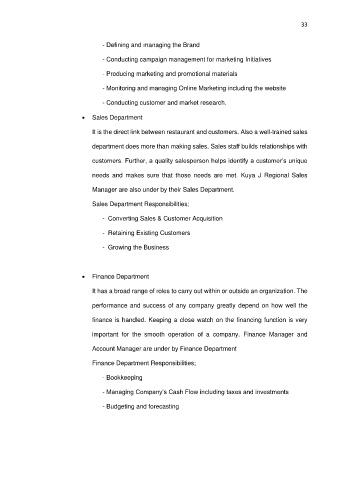 33
- Defining and managing the Brand
- Conducting campaign management for marketing Initiatives
- Producing marketing and promotional materials
- Monitoring and managing Online Marketing including the website
- Conducting customer and market research.
• Sales Department
It is the direct link between restaurant and customers. Also a well-trained sales
department does more than making sales. Sales staff builds relationships with
customers. Further, a quality salesperson helps identify a customer's unique
needs and makes sure that those needs are met. Kuya J Regional Sales
Manager are also under by their Sales Department.
Sales Department Responsibilities;
- Converting Sales & Customer Acquisition
- Retaining Existing Customers
- Growing the Business
• Finance Department
It has a broad range of roles to carry out within or outside an organization. The
performance and success of any company greatly depend on how well the
finance is handled. Keeping a close watch on the financing function is very
important for the smooth operation of a company. Finance Manager and
Account Manager are under by Finance Department
Finance Department Responsibilities;
- Bookkeeping
- Managing Company's Cash Flow including taxes and investments
- Budgeting and forecasting